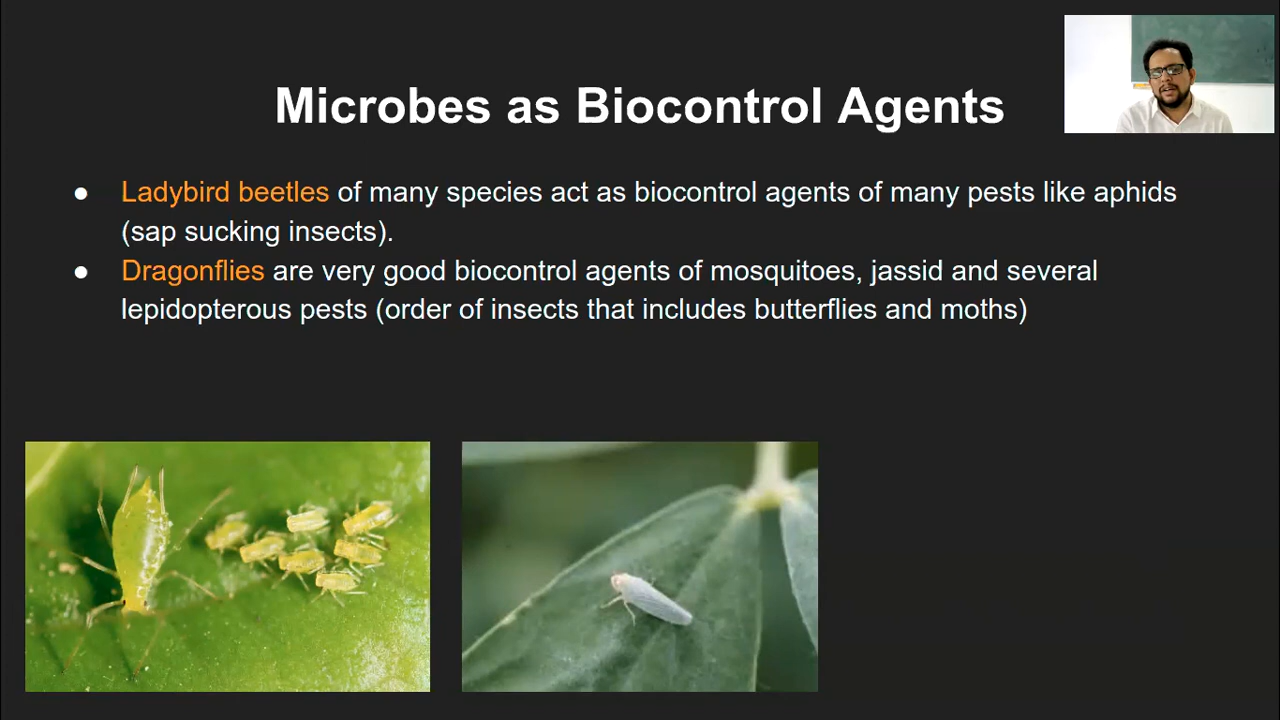 Microbes as Biocontrol Agents
● Ladybird beetles of many species act as biocontrol agents of many pests like aphids
(sap sucking insects).
● Dragonflies are very good biocontrol agents of mosquitoes, jassid and several
lepidopterous pests (order of insects that includes butterflies and moths)